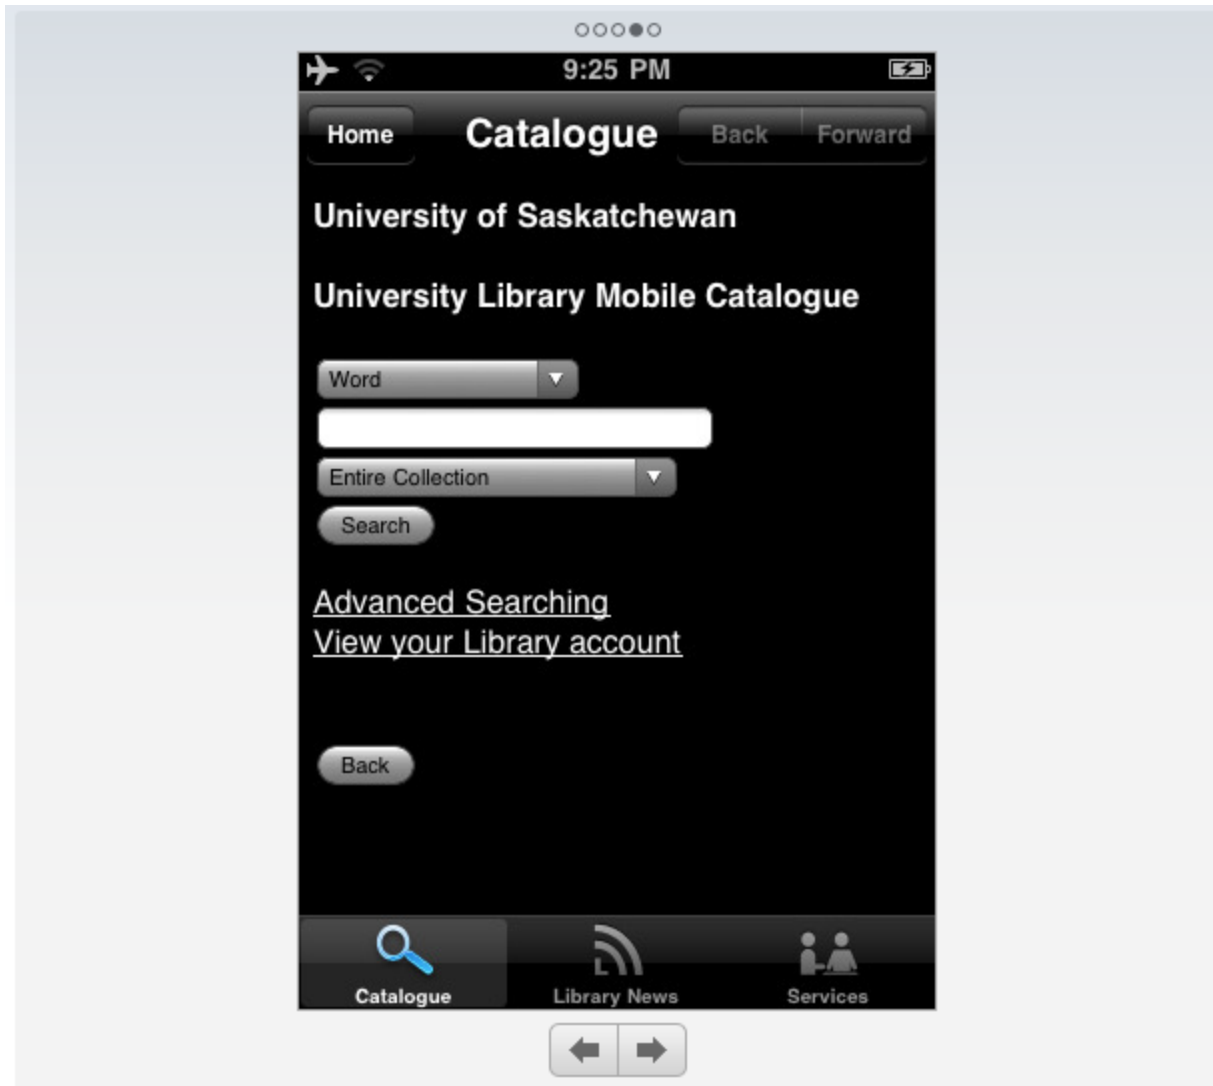 9:25 PM
Home Catalogue Back Forward
University of Saskatchewan
University Library Mobile Catalogue
Word
Entire Collection
Search
Advanced Searching
View your Library account
Back
Catalogue Library News Services